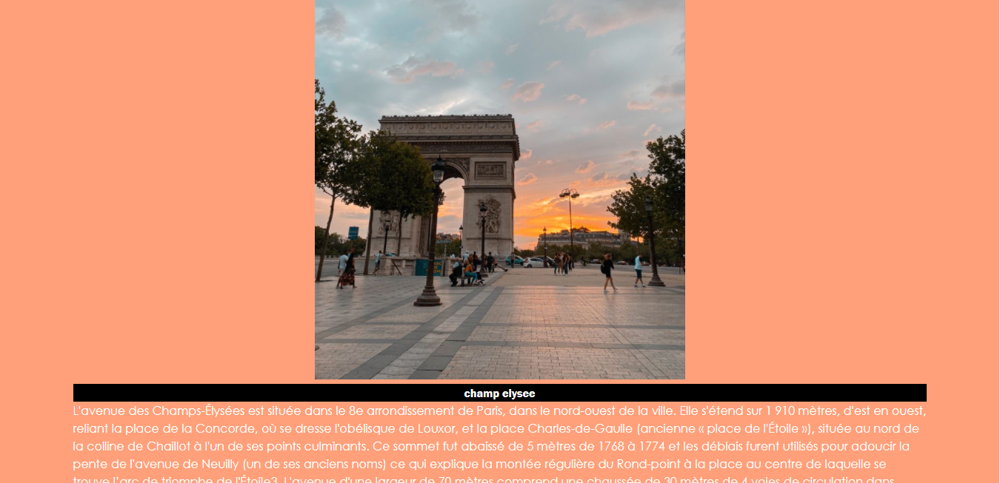 champ elysee
L'avenue des Champs-Élysées est située dans le 8e arrondissement de Paris, dans le nord-ouest de la ville. Elle s'étend sur 1 910 mètres, d'est en ouest,
reliant la place de la Concorde, où se dresse l'obélisque de Louxor, et la place Charles-de-Gaulle (ancienne « place de l'Étoile »), située au nord de
la colline de Chaillot à l'un de ses points culminants. Ce sommet fut abaissé de 5 mètres de 1768 à 1774 et les déblais furent utilisés pour adoucir la
pente de l'avenue de Neuilly (un de ses anciens noms) ce qui explique la montée régulière du Rond-point à la place au centre de laquelle se
trouve l'arc de triomphe de l'Étoile3. L'avenue d'une largeur de 70 mètres comprend une chaussée de 30 mètres de 4 voies de circulation dans